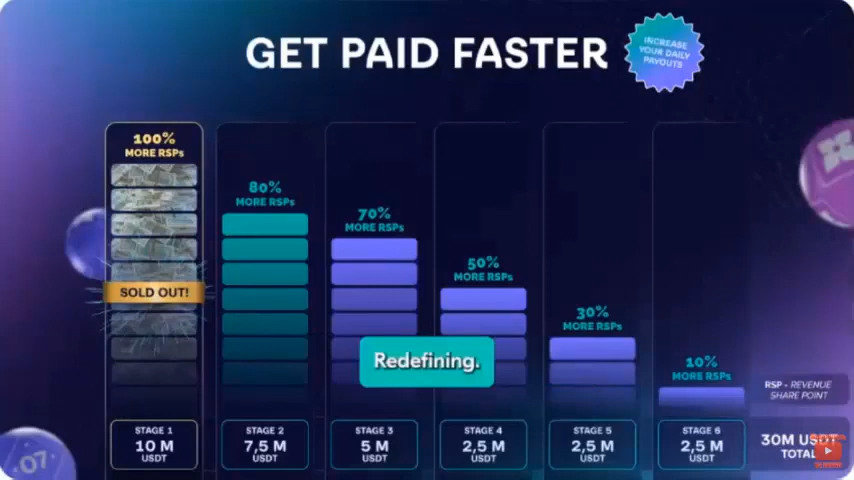 GET PAID FASTER
INCREASE
YOUR DAILY
PAYOUTS
100%
MORE RSPs
80%
MORE RSPs
70%
MORE RSPs
50%
MORE RSPs
30%
MORE RSPs
10%
MORE RSPs
SOLD OUT!
Redefining.
RSP - REVENUE
SHARE POINT
STAGE 1
10 M
USDT
STAGE 2
7,5 M
USDT
STAGE 3
5 M
USDT
STAGE 4
2,5 M
USDT
STAGE 5
2,5 M
USDT
STAGE 6
2,5 M
USDT
30M USDT
TOTAL
07